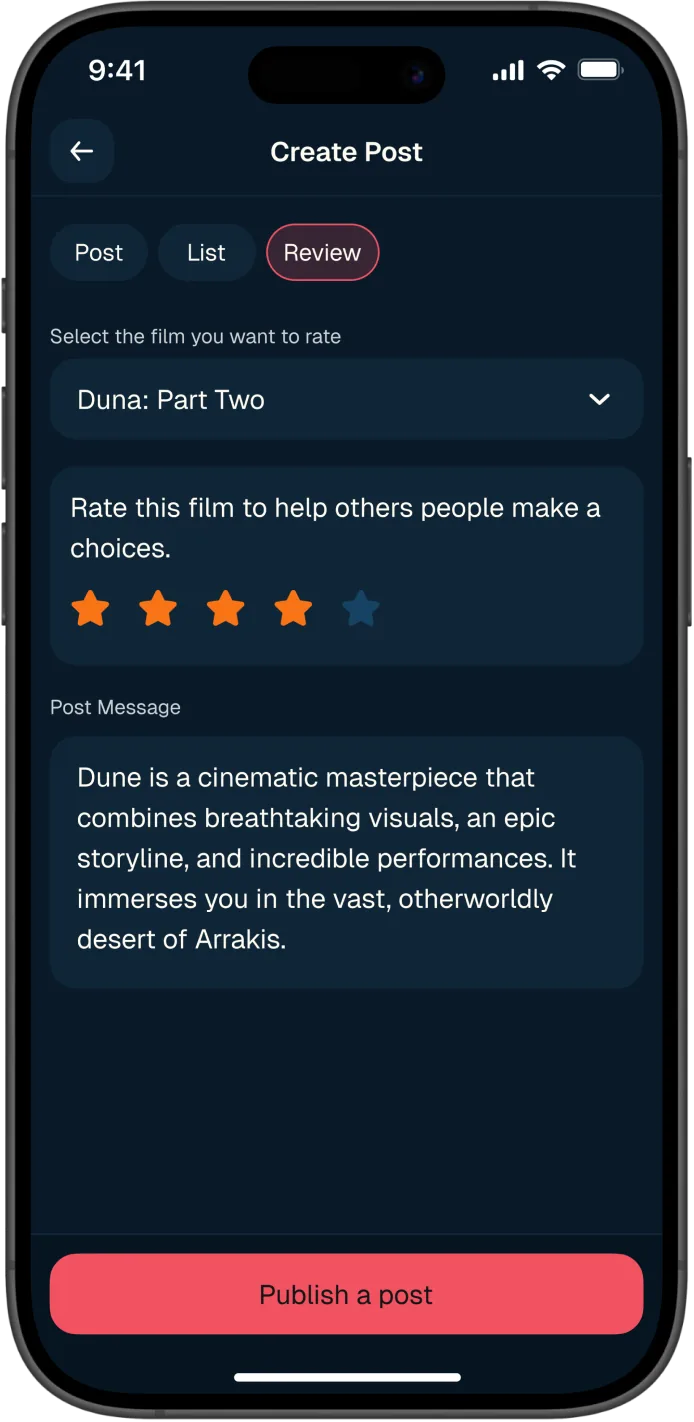 9:41
Create Post
Post
List
Review
Select the film you want to rate
Duna: Part Two
Rate this film to help others people make a
choices.
Post Message
Dune is a cinematic masterpiece that
combines breathtaking visuals, an epic
storyline, and incredible performances. It
immerses you in the vast, otherworldly
desert of Arrakis.
Publish a post